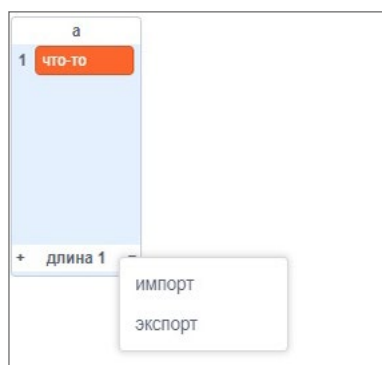 a
1 что-то
+ длина 1 =
импорт
экспорт